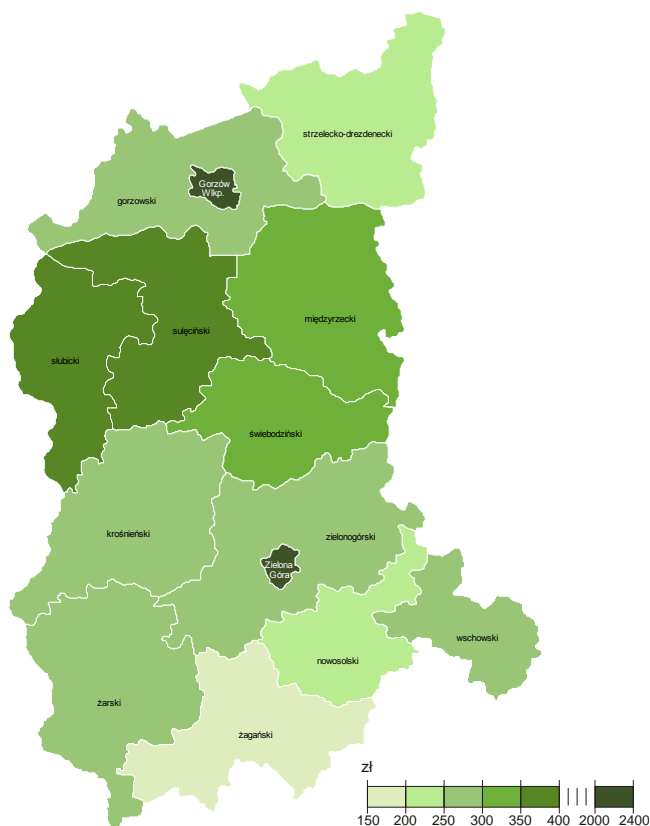 strzelecko-drezdenecki
Gorzów
Wlkp.
gorzowski
międzyrzecki
sulęciński
słubicki
świebodziński
krośnieński
zielonogórski
Zielona
Góra
wschowski
nowosolski
żarski
żagański
zł
150 200 250 300 350 400 2000 2400